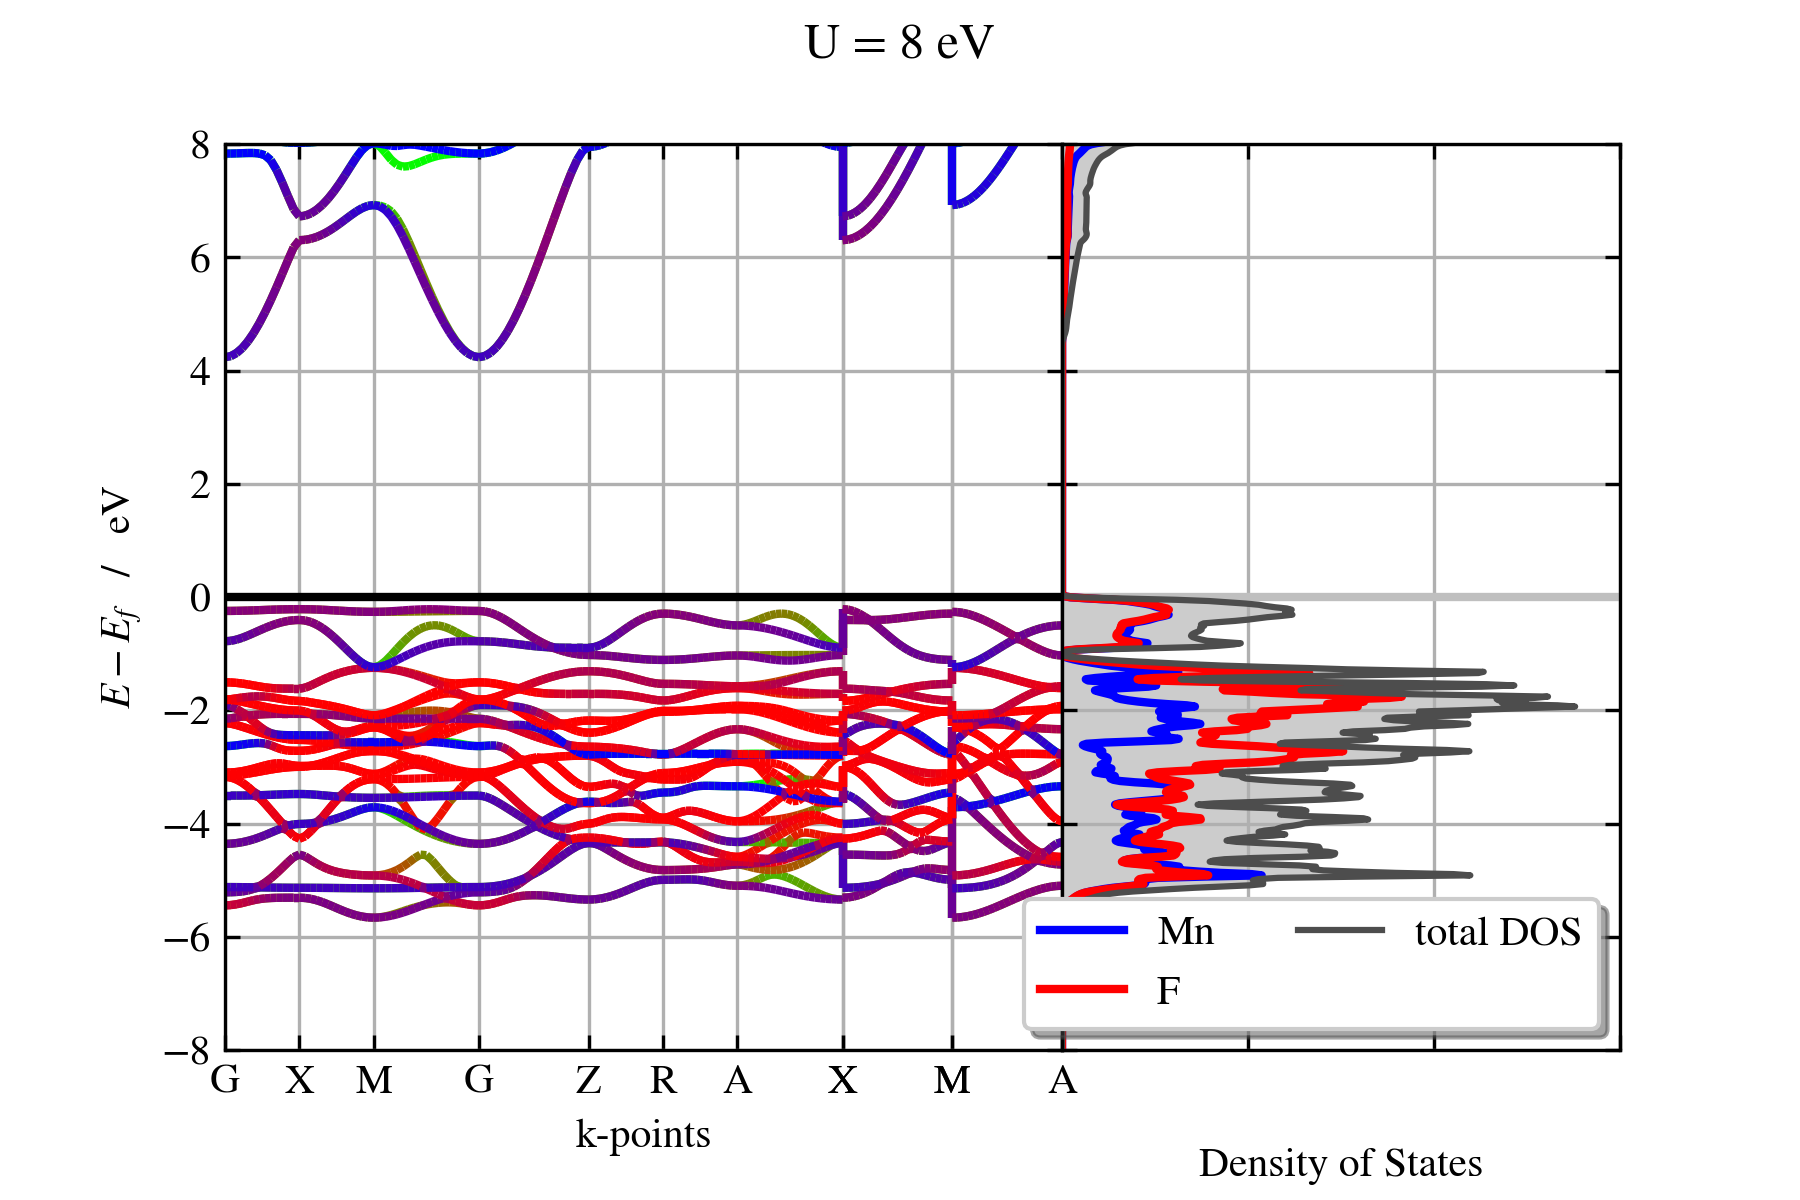 U = 8 eV
8
6
4
2
0
−2
−4
−6
−8
E − E_f / eV
G X M G Z R A X M A
k-points
Mn
F
total DOS
Density of States